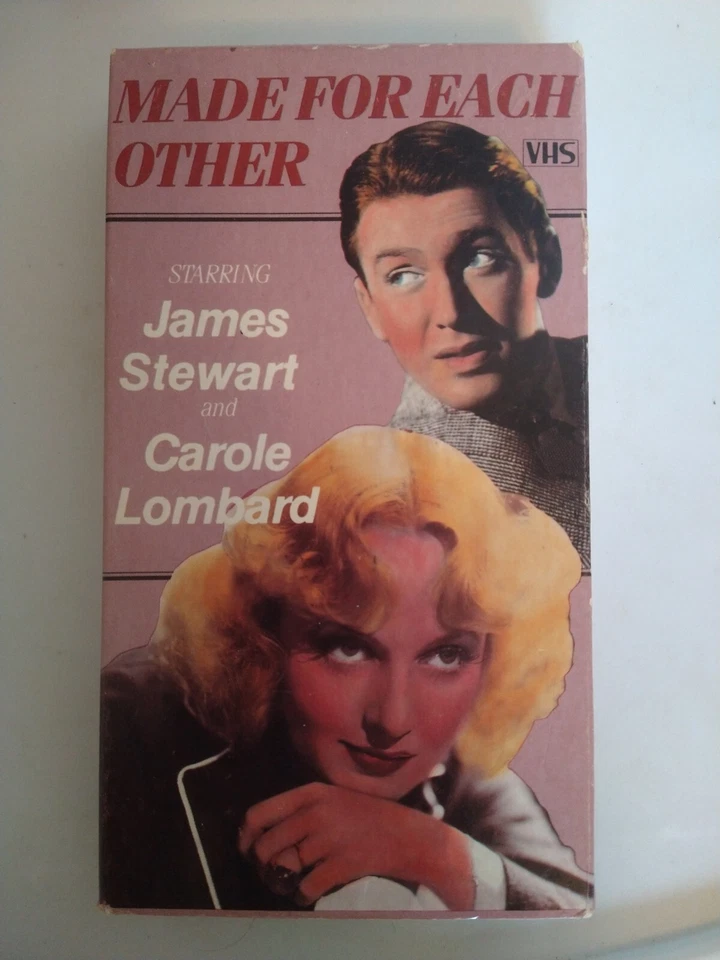 MADE FOR EACH
OTHER
VHS
STARRING
James
Stewart
and
Carole
Lombard